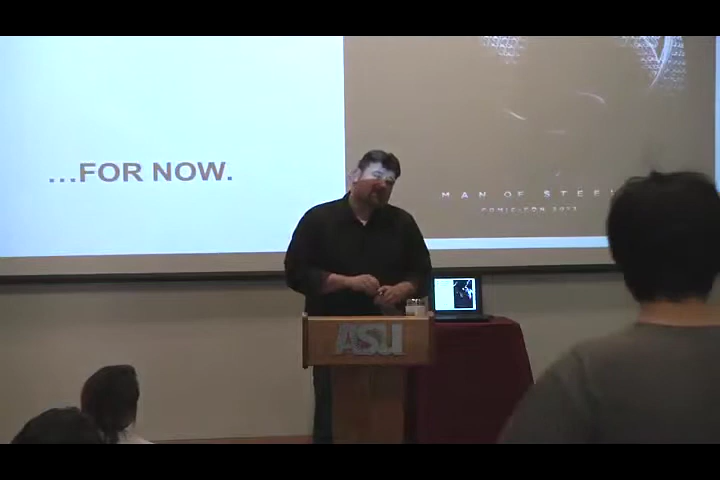 ...FOR NOW.
MAN OF STEEL
COMIC-CON 2012
ASU